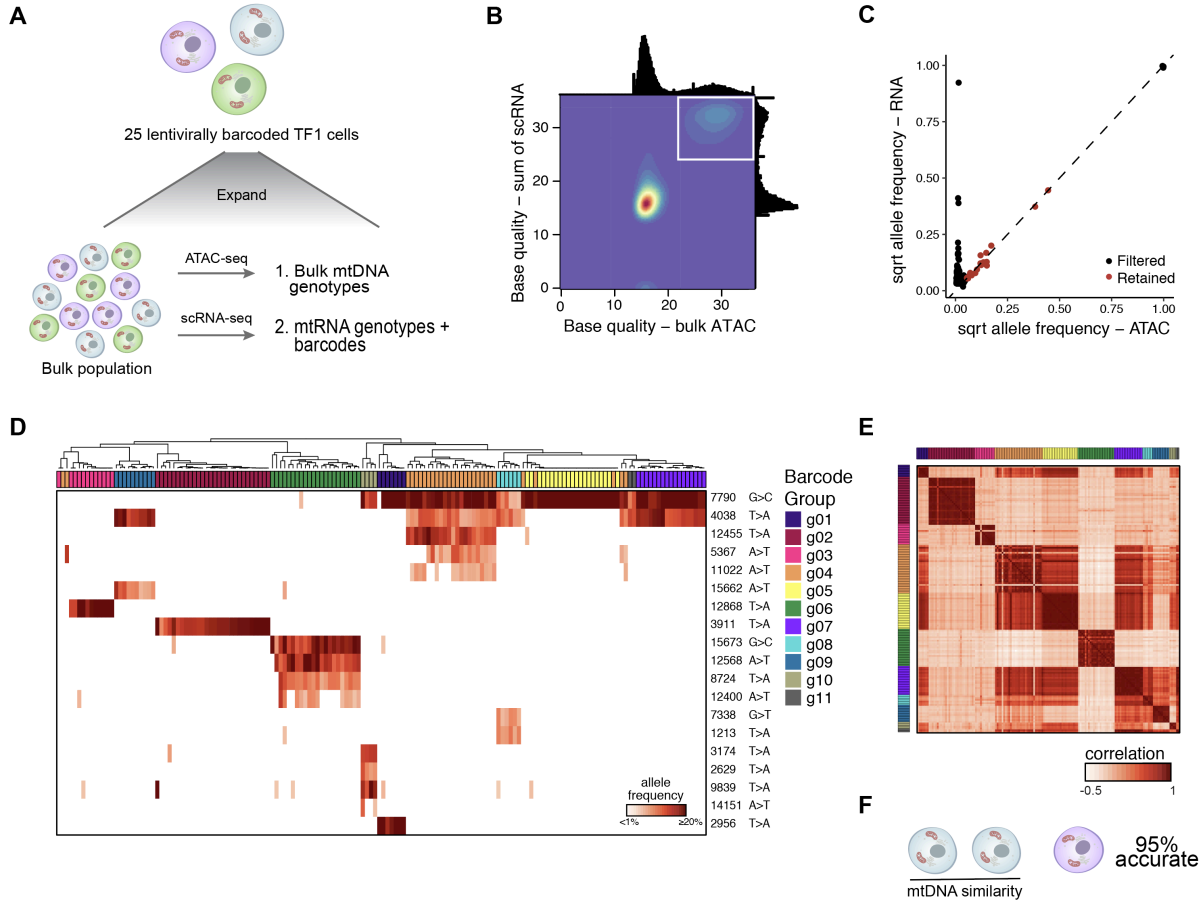 A
25 lentivirally barcoded TF1 cells
Expand
ATAC-seq
1. Bulk mtDNA
genotypes
scRNA-seq
2. mtRNA genotypes +
barcodes
Bulk population
B
Base quality – sum of scRNA
30
20
10
0
0
10
20
30
Base quality – bulk ATAC
C
sqrt allele frequency – RNA
1.00
0.75
0.50
0.25
0.00
Filtered
Retained
0.00
0.25
0.50
0.75
1.00
sqrt allele frequency – ATAC
D
7790 G>C
4038 T>A
12455 T>A
5367 A>T
11022 A>T
15662 A>T
12868 T>A
3911 T>A
15673 G>C
12568 A>T
8724 T>A
12400 A>T
7338 G>T
1213 T>A
3174 T>A
2629 T>A
9839 T>A
14151 A>T
2956 T>A
allele
frequency
<1%
≥20%
Barcode
Group
g01
g02
g03
g04
g05
g06
g07
g08
g09
g10
g11
E
correlation
-0.5
1
F
mtDNA similarity
95%
accurate